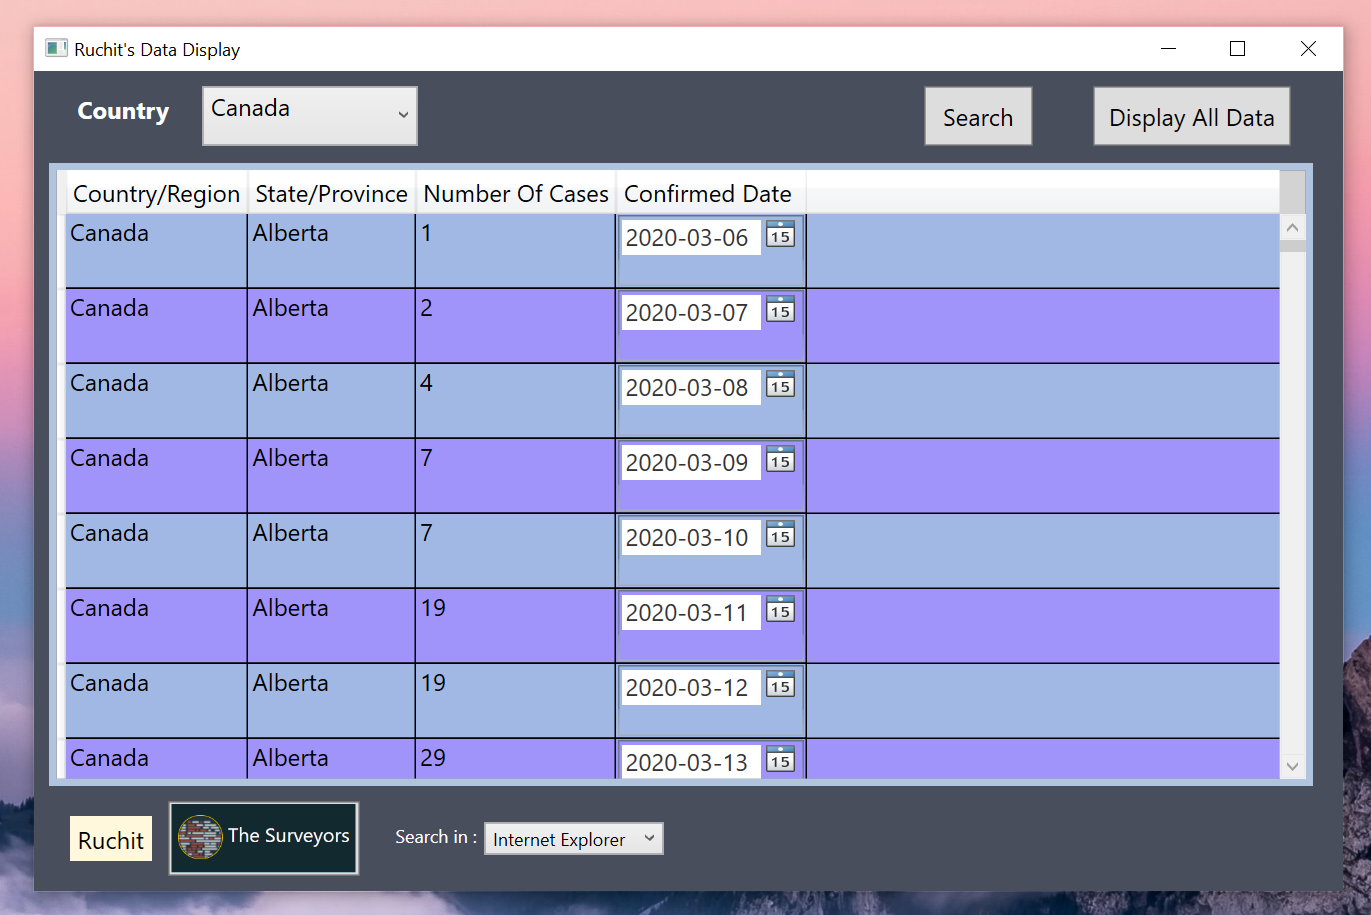 Ruchit's Data Display
Country Canada Search Display All Data
Country/Region State/Province Number Of Cases Confirmed Date
Canada Alberta 1 2020-03-06 15
Canada Alberta 2 2020-03-07 15
Canada Alberta 4 2020-03-08 15
Canada Alberta 7 2020-03-09 15
Canada Alberta 7 2020-03-10 15
Canada Alberta 19 2020-03-11 15
Canada Alberta 19 2020-03-12 15
Canada Alberta 29 2020-03-13 15
Ruchit The Surveyors Search in : Internet Explorer